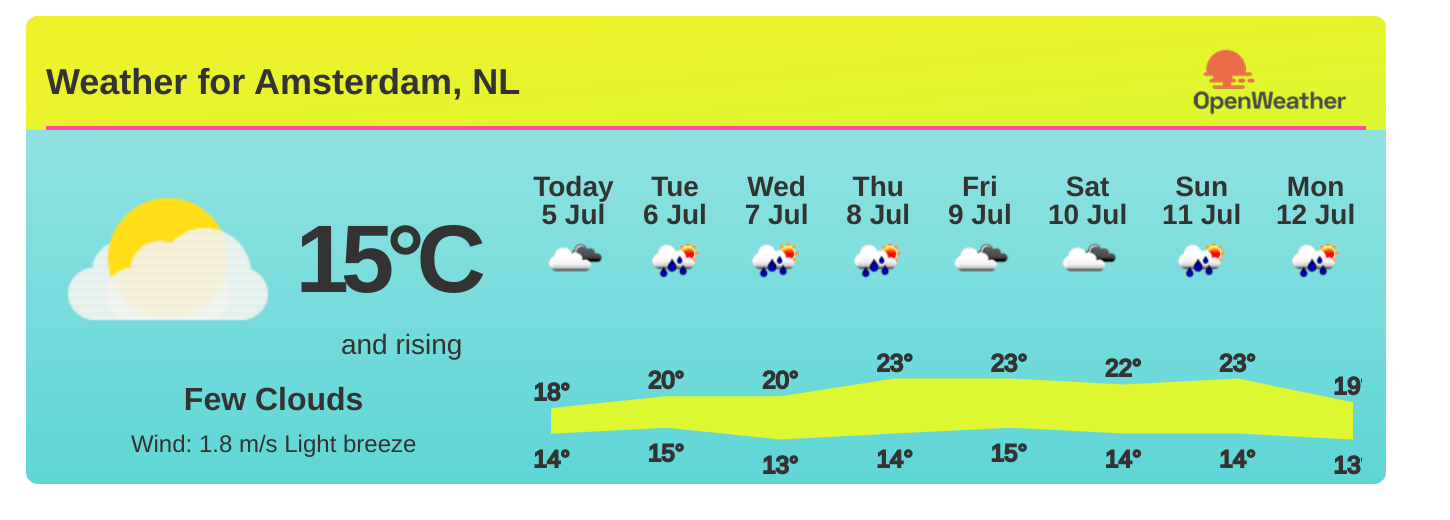 Weather for Amsterdam, NL
OpenWeather
Today Tue Wed Thu Fri Sat Sun Mon
5 Jul 6 Jul 7 Jul 8 Jul 9 Jul 10 Jul 11 Jul 12 Jul
15°C
and rising
Few Clouds
Wind: 1.8 m/s Light breeze
18° 20° 20° 23° 23° 22° 23° 19°
14° 15° 13° 14° 15° 14° 14° 13°